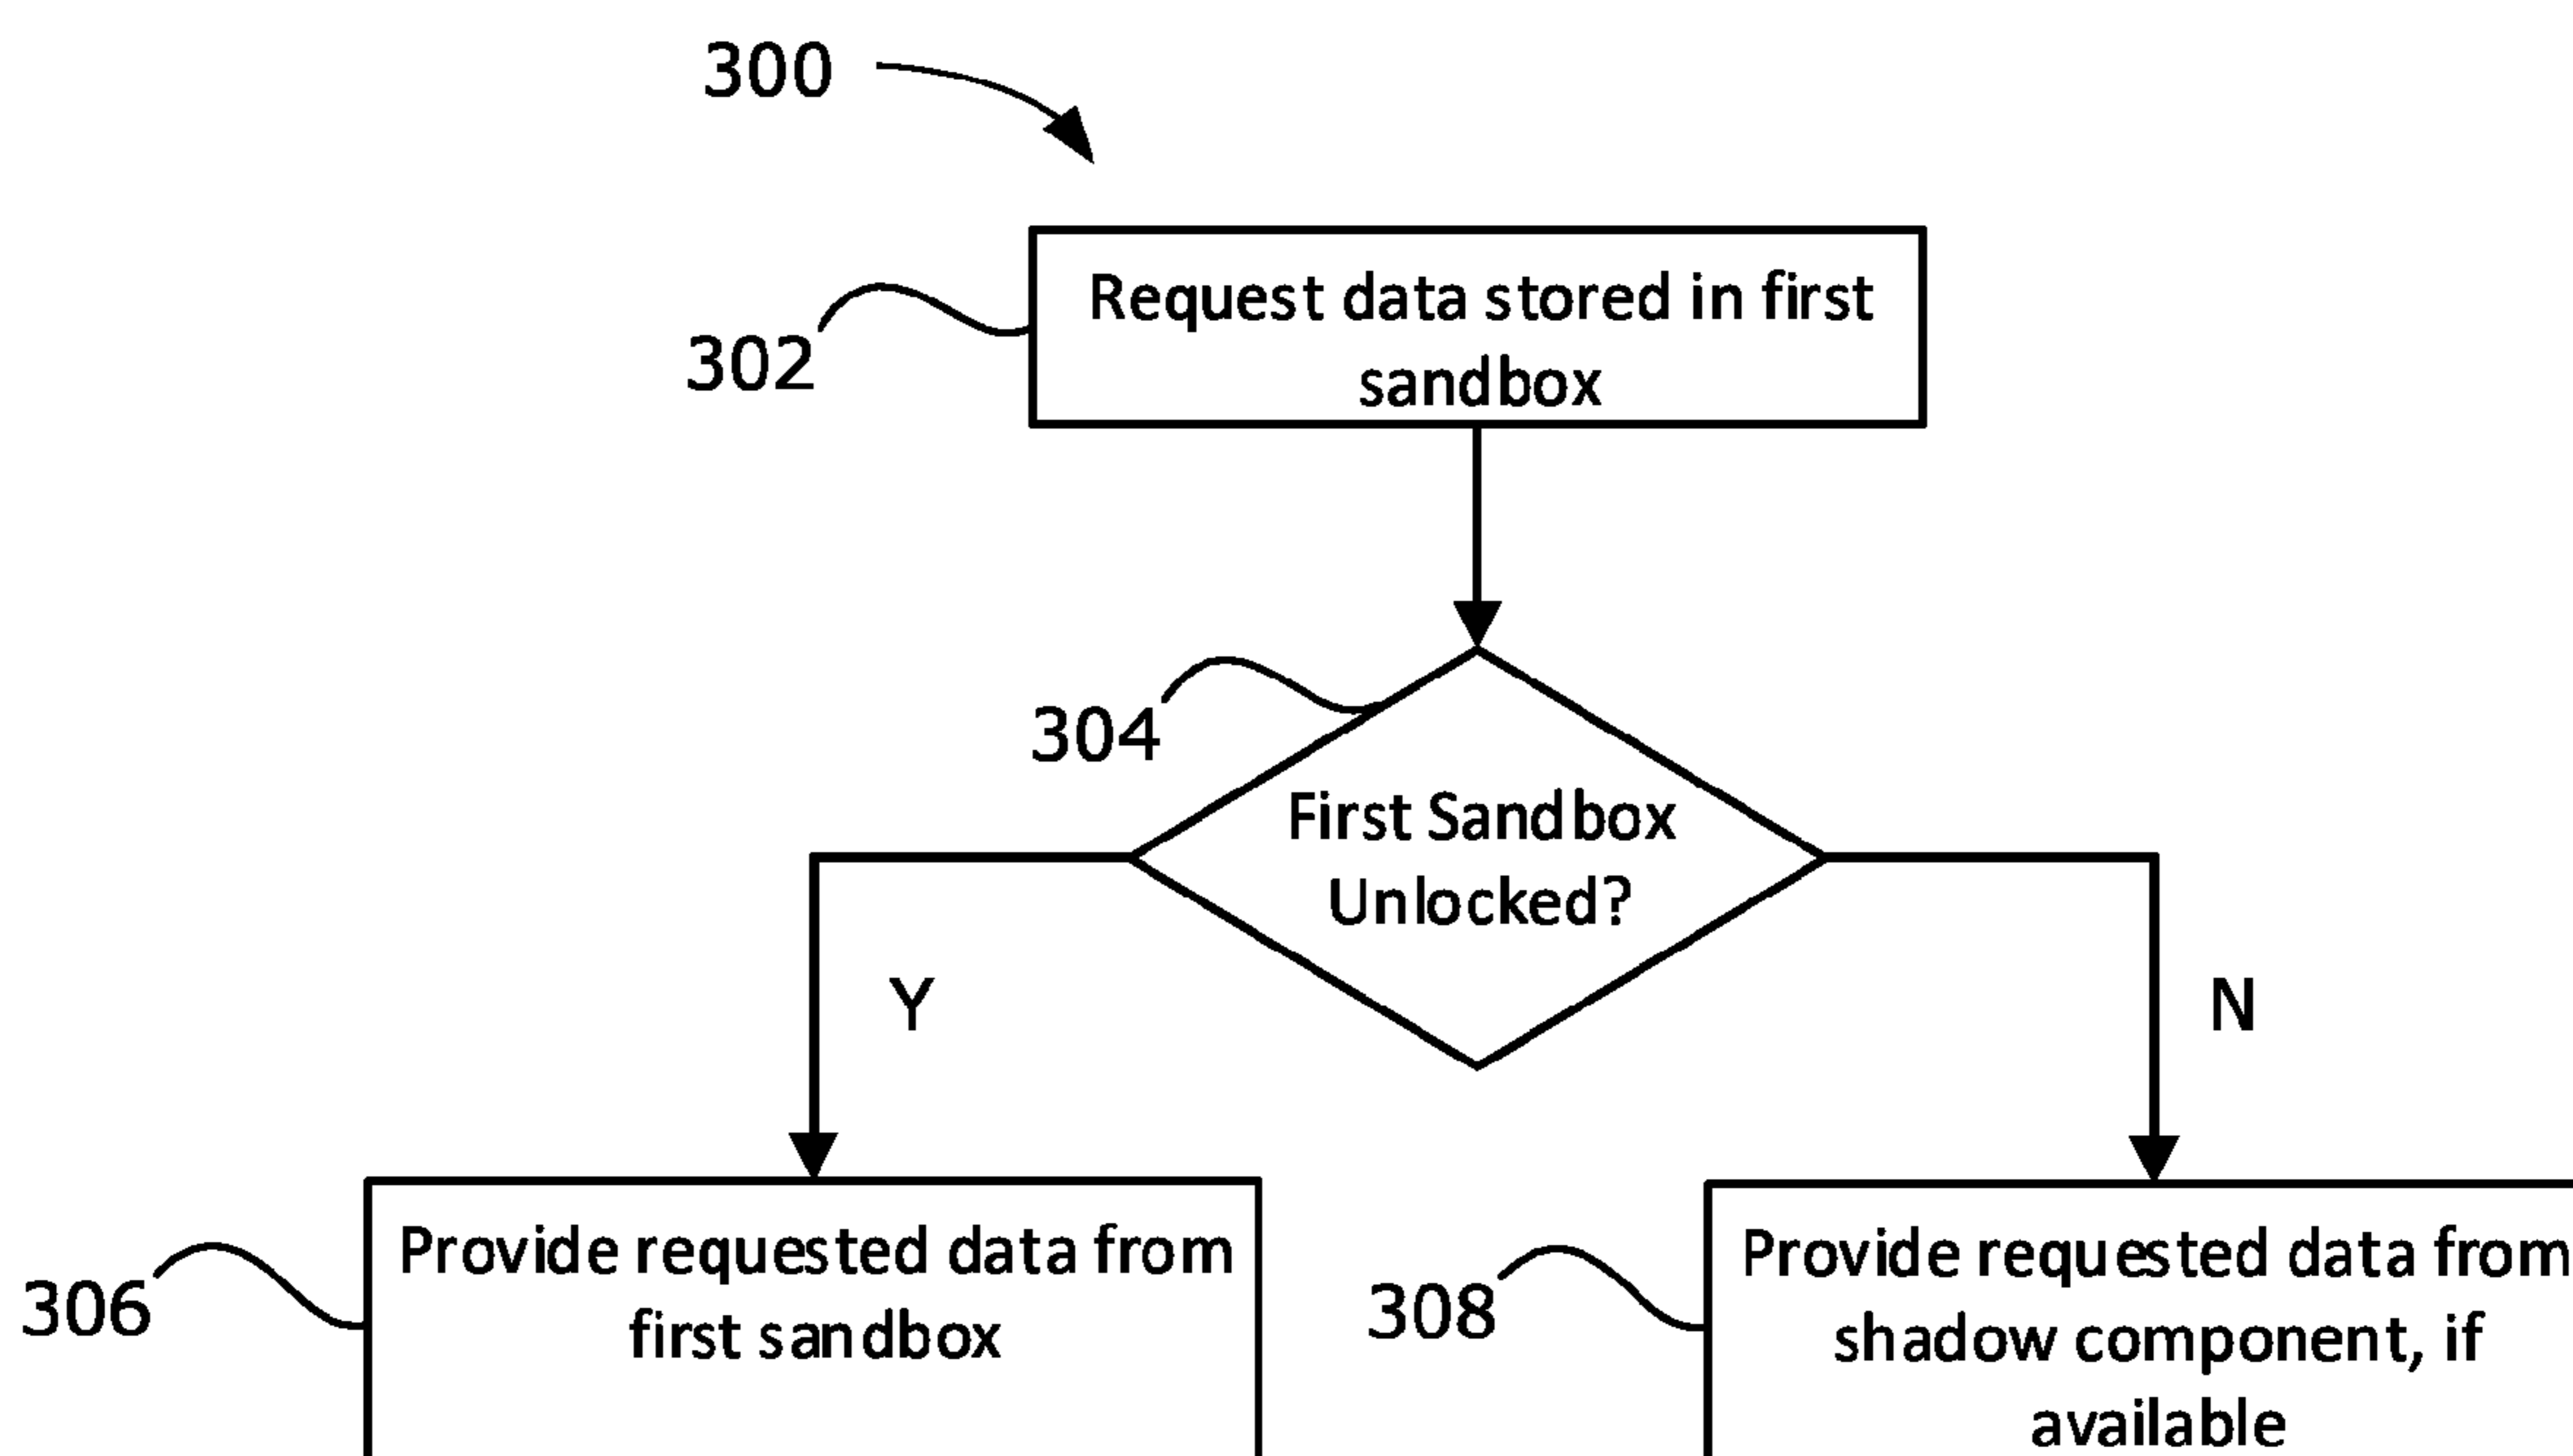 300
Request data stored in first
sandbox
302
304
First Sandbox
Unlocked?
Y
N
Provide requested data from
first sandbox
306
Provide requested data from
shadow component, if
available
308